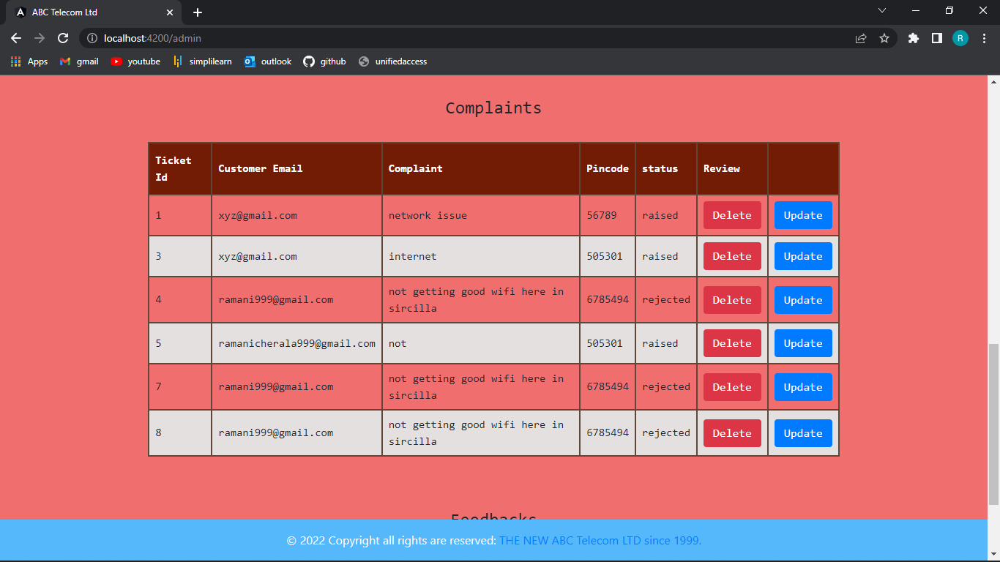 ABC Telecom Ltd
localhost:4200/admin
R
Apps gmail youtube simplilearn outlook github unifiedaccess
Complaints
Ticket Id Customer Email Complaint Pincode status Review
1 xyz@gmail.com network issue 56789 raised Delete Update
3 xyz@gmail.com internet 505301 raised Delete Update
4 ramani999@gmail.com not getting good wifi here in sircilla 6785494 rejected Delete Update
5 ramanicherala999@gmail.com not 505301 raised Delete Update
7 ramani999@gmail.com not getting good wifi here in sircilla 6785494 rejected Delete Update
8 ramani999@gmail.com not getting good wifi here in sircilla 6785494 rejected Delete Update
Feedbacks
© 2022 Copyright all rights are reserved: THE NEW ABC Telecom LTD since 1999.